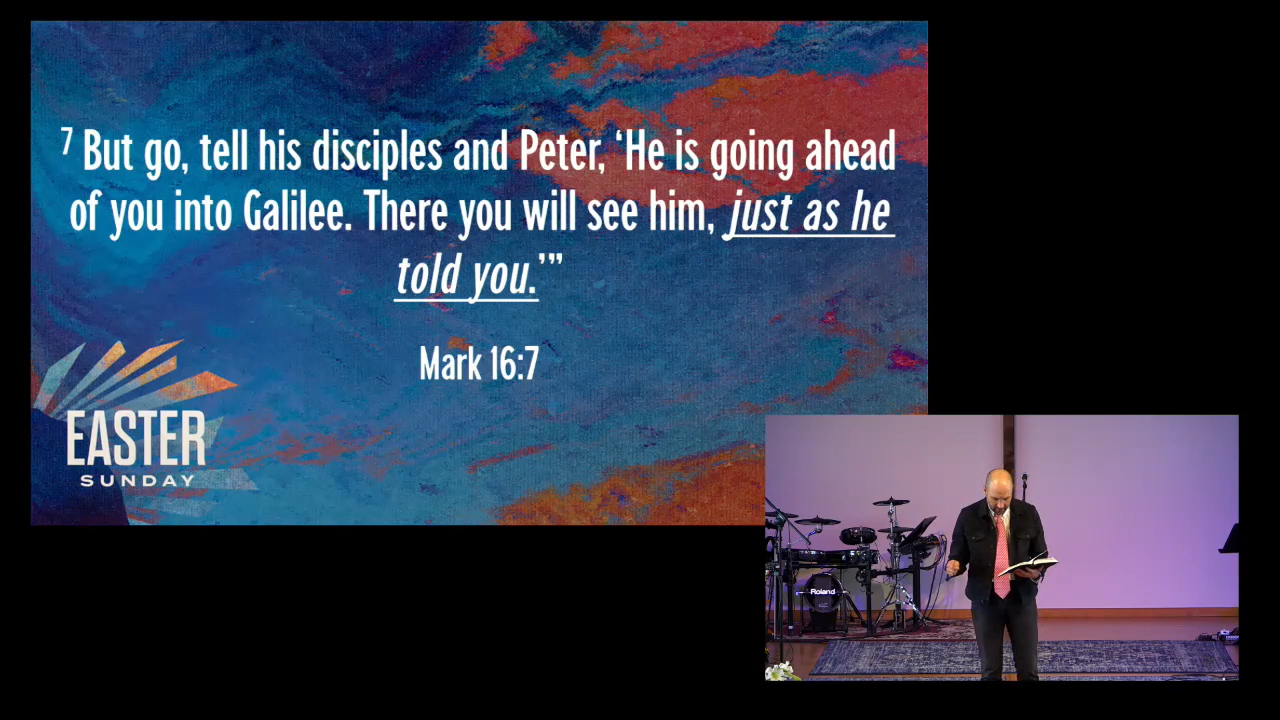 7 But go, tell his disciples and Peter, ‘He is going ahead
of you into Galilee. There you will see him, just as he
told you.’”
Mark 16:7
EASTER
SUNDAY
Roland